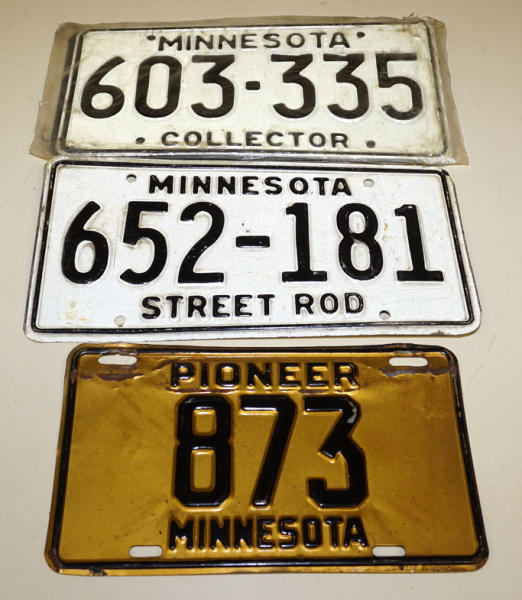 MINNESOTA
603-335
COLLECTOR
MINNESOTA
652-181
STREET ROD
PIONEER
873
MINNESOTA